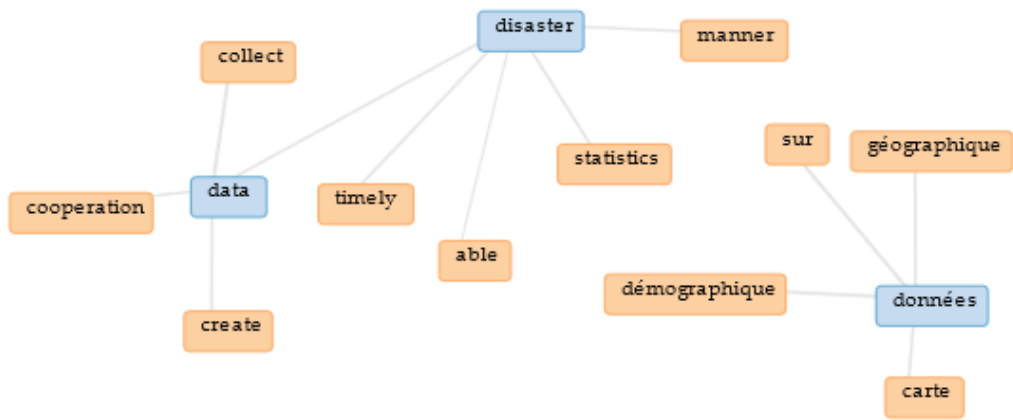 disaster
manner
collect
sur
géographique
statistics
data
timely
cooperation
able
démographique
données
create
carte